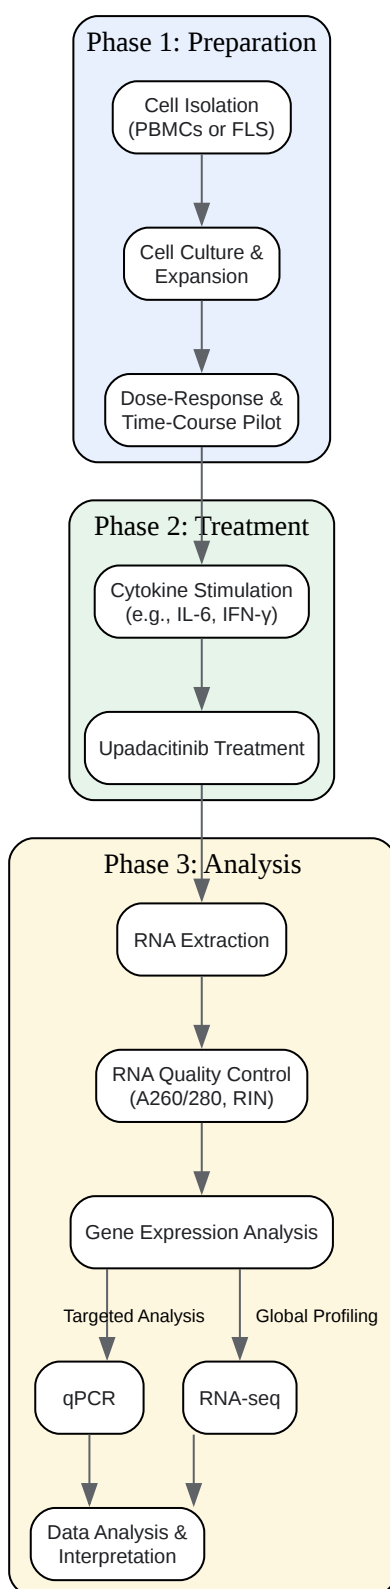 Phase 1: Preparation
Cell Isolation
(PBMCs or FLS)
Cell Culture &
Expansion
Dose-Response &
Time-Course Pilot
Phase 2: Treatment
Cytokine Stimulation
(e.g., IL-6, IFN-γ)
Upadacitinib Treatment
Phase 3: Analysis
RNA Extraction
RNA Quality Control
(A260/280, RIN)
Gene Expression Analysis
Targeted Analysis
Global Profiling
qPCR
RNA-seq
Data Analysis &
Interpretation